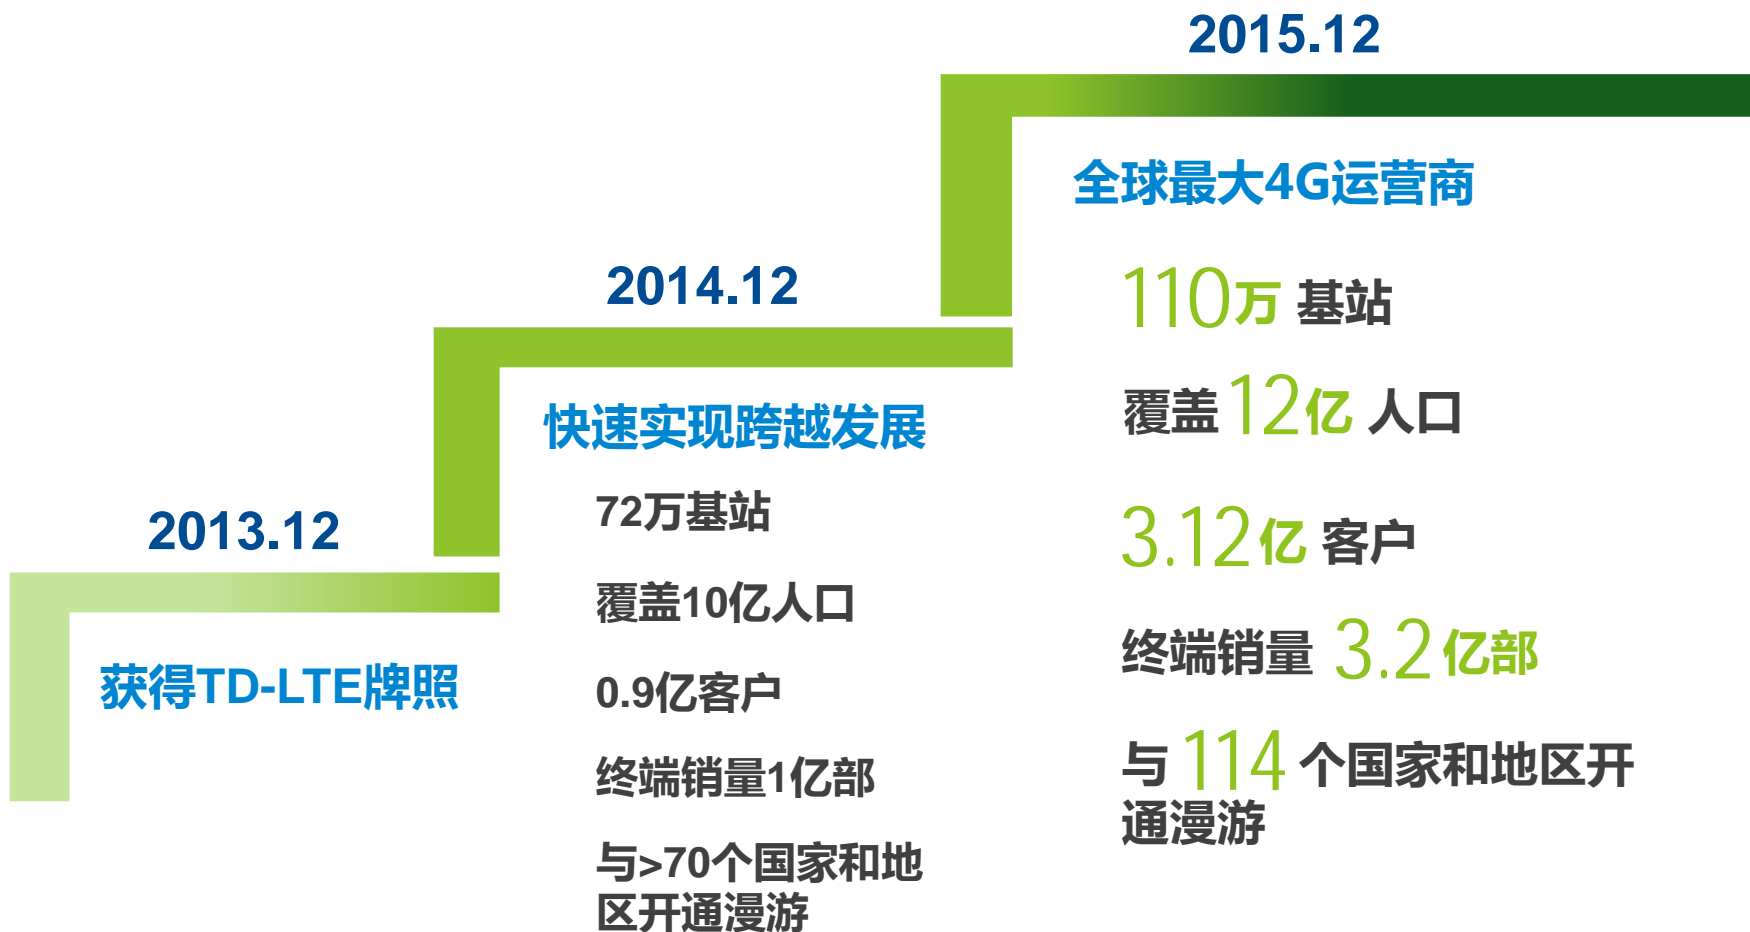 2013.12
获得TD-LTE牌照
2014.12
快速实现跨越发展
72万基站
覆盖10亿人口
0.9亿客户
终端销量1亿部
与>70个国家和地
区开通漫游
2015.12
全球最大4G运营商
110万 基站
覆盖 12亿 人口
3.12亿 客户
终端销量 3.2亿部
与 114 个国家和地区开
通漫游